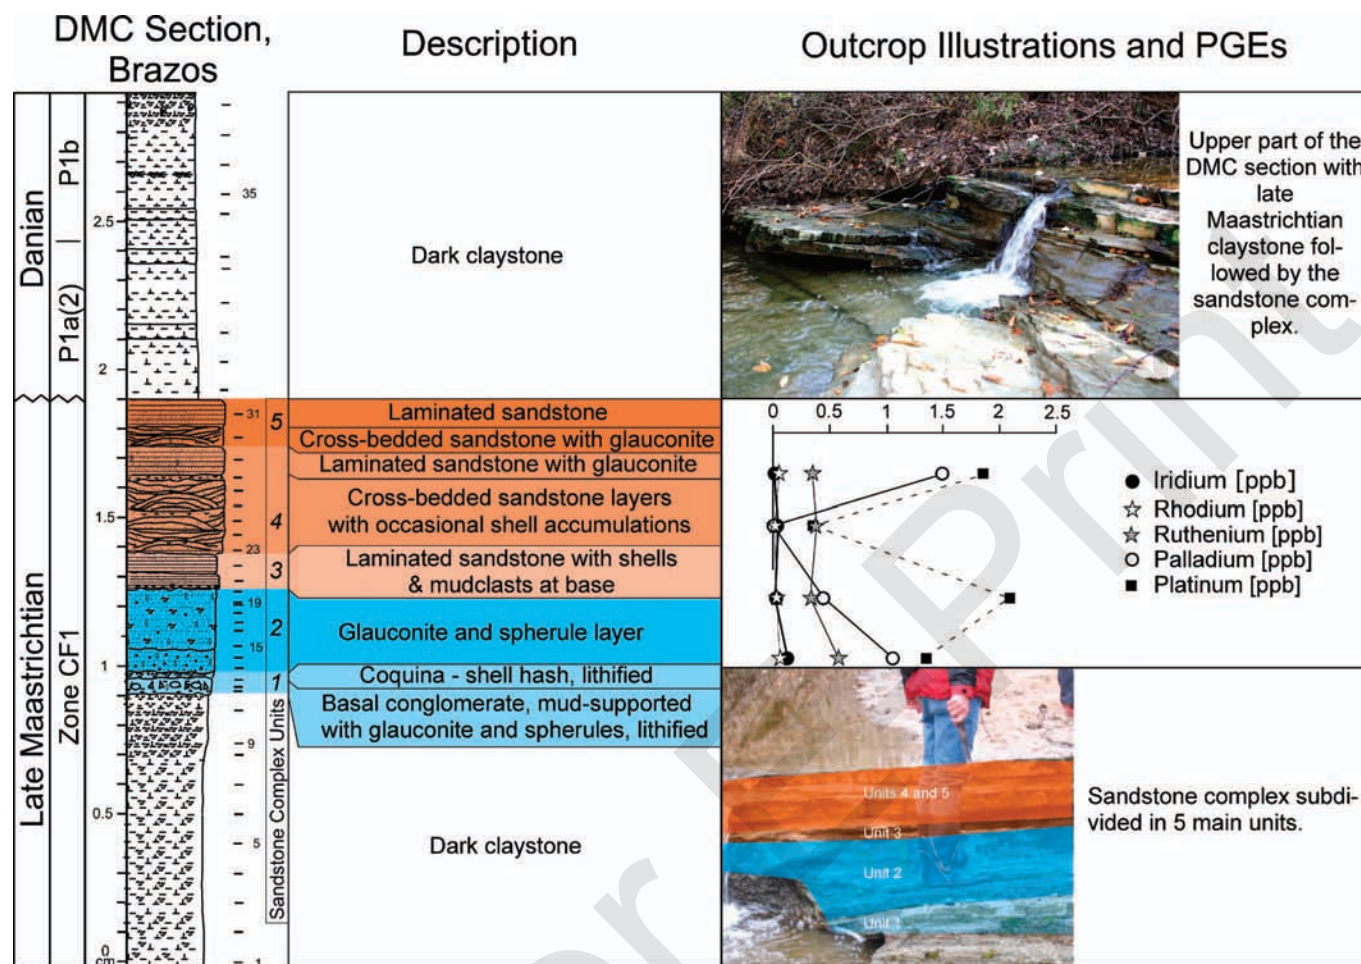 DMC Section,
Brazos
Description
Outcrop Illustrations and PGEs
Danian
P1b
P1a(2)
Late Maastrichtian
Zone CF1
2.5
2
1.5
1
0.5
0
cm
35
31
23
19
15
9
5
1
5
4
3
2
1
Sandstone Complex Units
Dark claystone
Laminated sandstone
Cross-bedded sandstone with glauconite
Laminated sandstone with glauconite
Cross-bedded sandstone layers
with occasional shell accumulations
Laminated sandstone with shells
& mudclasts at base
Glauconite and spherule layer
Coquina - shell hash, lithified
Basal conglomerate, mud-supported
with glauconite and spherules, lithified
Dark claystone
Upper part of the
DMC section with
late
Maastrichtian
claystone fol-
lowed by the
sandstone com-
plex.
0 0.5 1 1.5 2 2.5
Iridium [ppb]
Rhodium [ppb]
Ruthenium [ppb]
Palladium [ppb]
Platinum [ppb]
Units 4 and 5
Unit 3
Unit 2
Unit 1
Sandstone complex subdi-
vided in 5 main units.